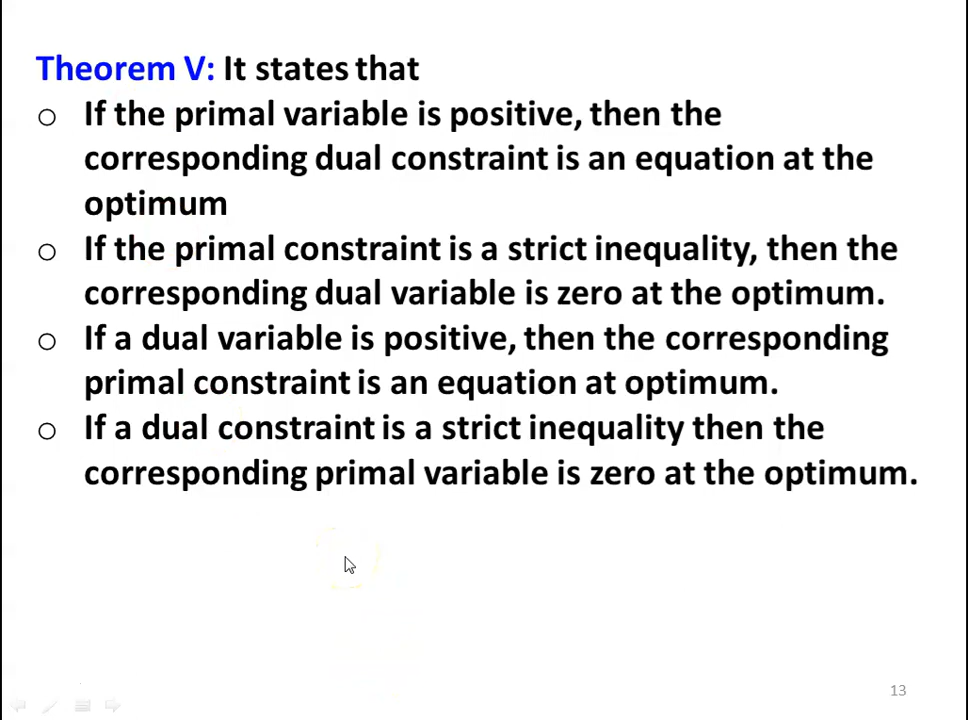 Theorem V: It states that
o If the primal variable is positive, then the
corresponding dual constraint is an equation at the
optimum
o If the primal constraint is a strict inequality, then the
corresponding dual variable is zero at the optimum.
o If a dual variable is positive, then the corresponding
primal constraint is an equation at optimum.
o If a dual constraint is a strict inequality then the
corresponding primal variable is zero at the optimum.
13